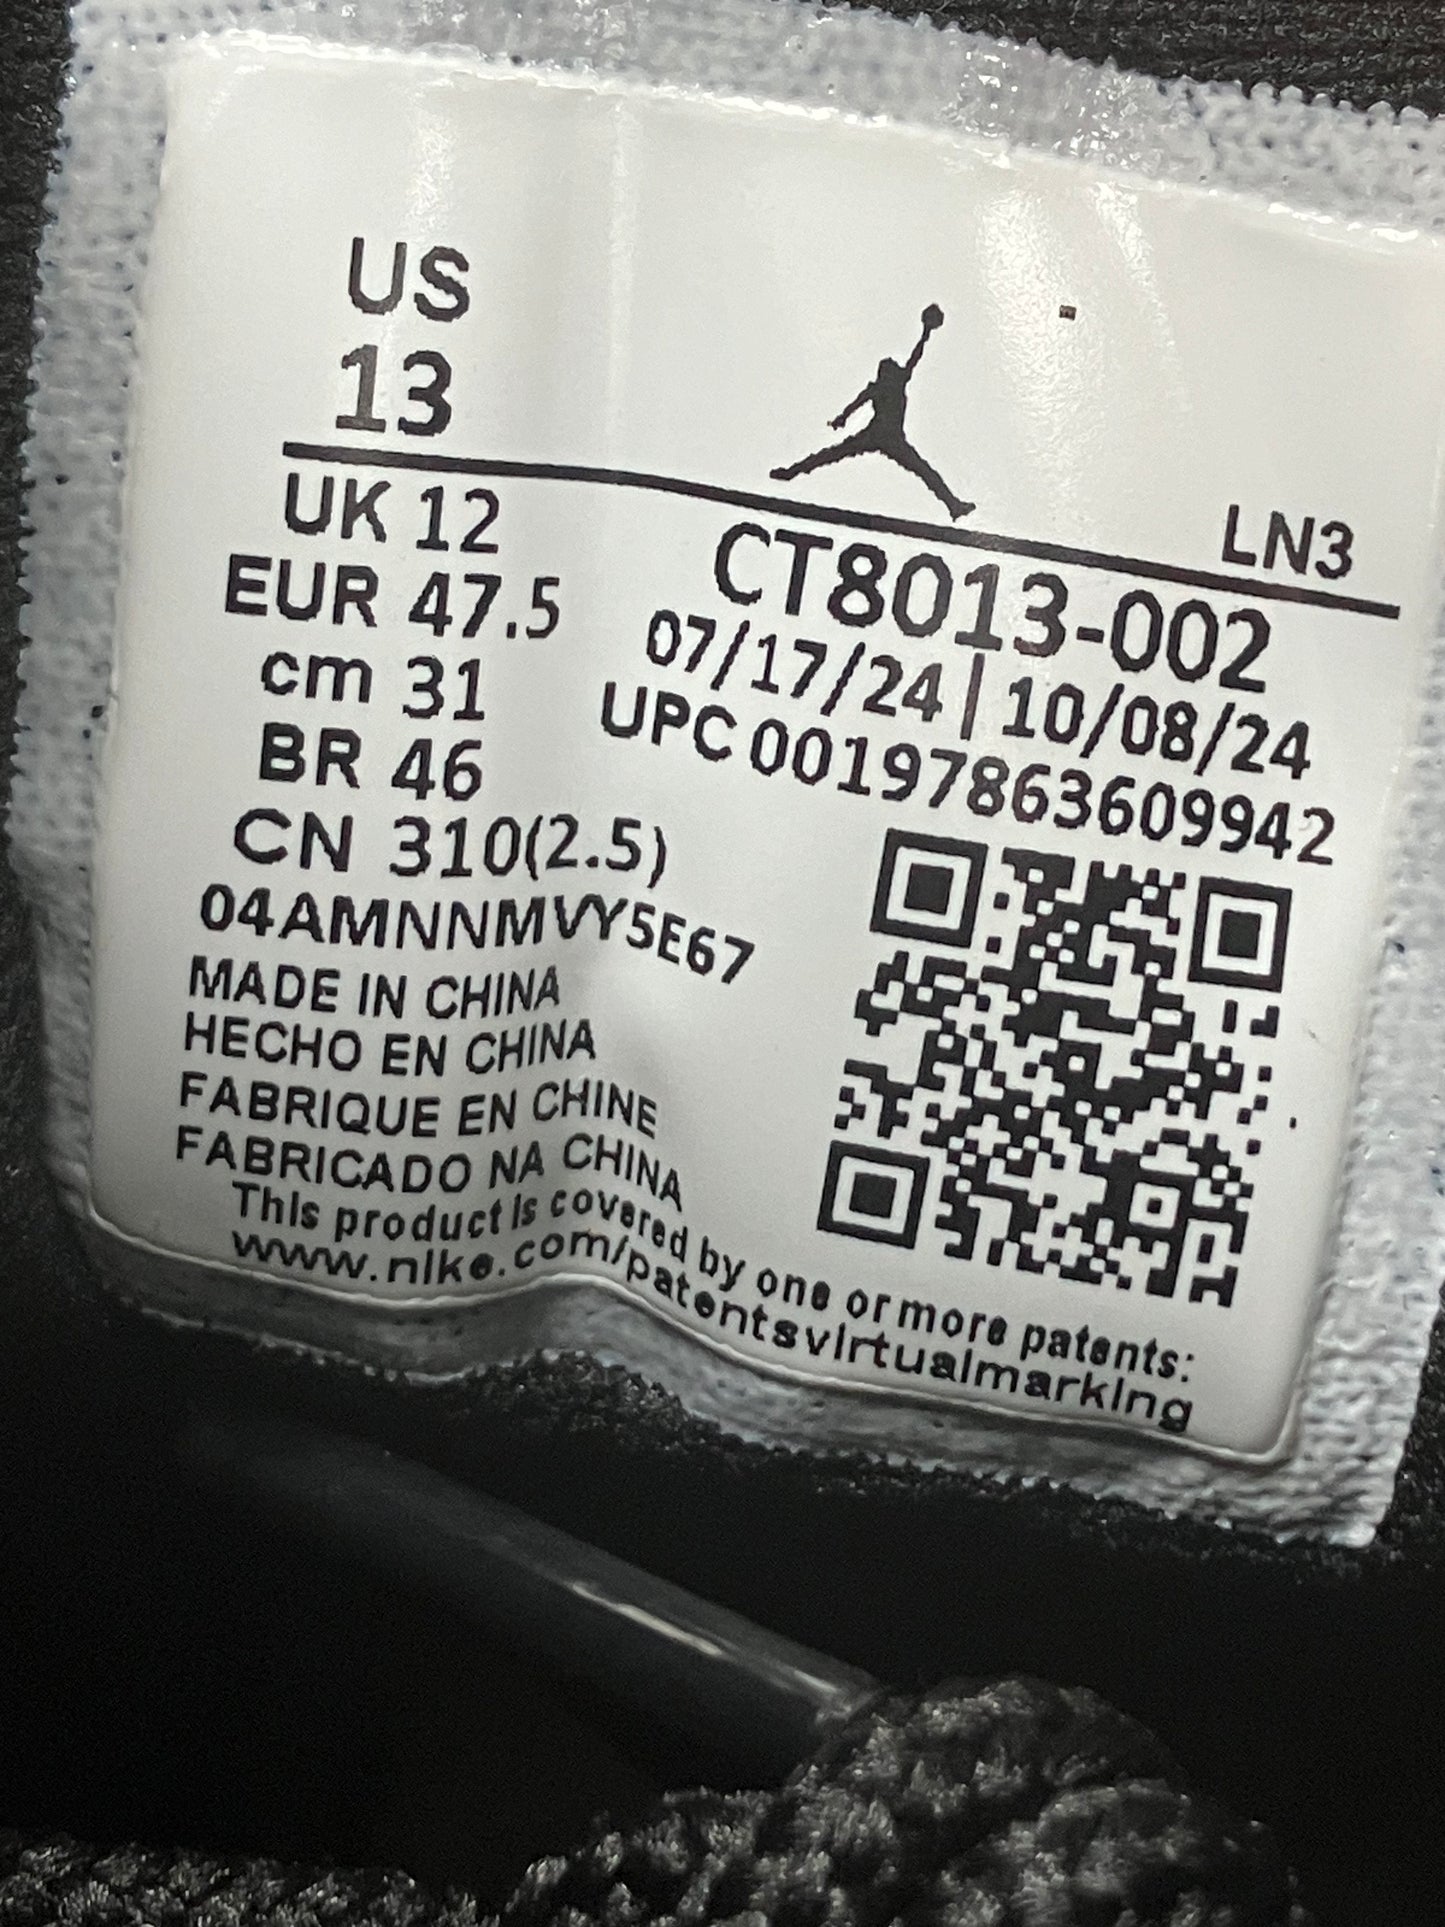 US
13
LN3
UK 12
EUR 47.5
cm 31
BR 46
CN 310(2.5)
CT8013-002
07/17/24|10/08/24
UPC 00197863609942
04AMNNMVY5E67
MADE IN CHINA
HECHO EN CHINA
FABRIQUE EN CHINE
FABRICADO NA CHINA
This product is covered by one or more patents:
www.nike.com/patentsvirtualmarking